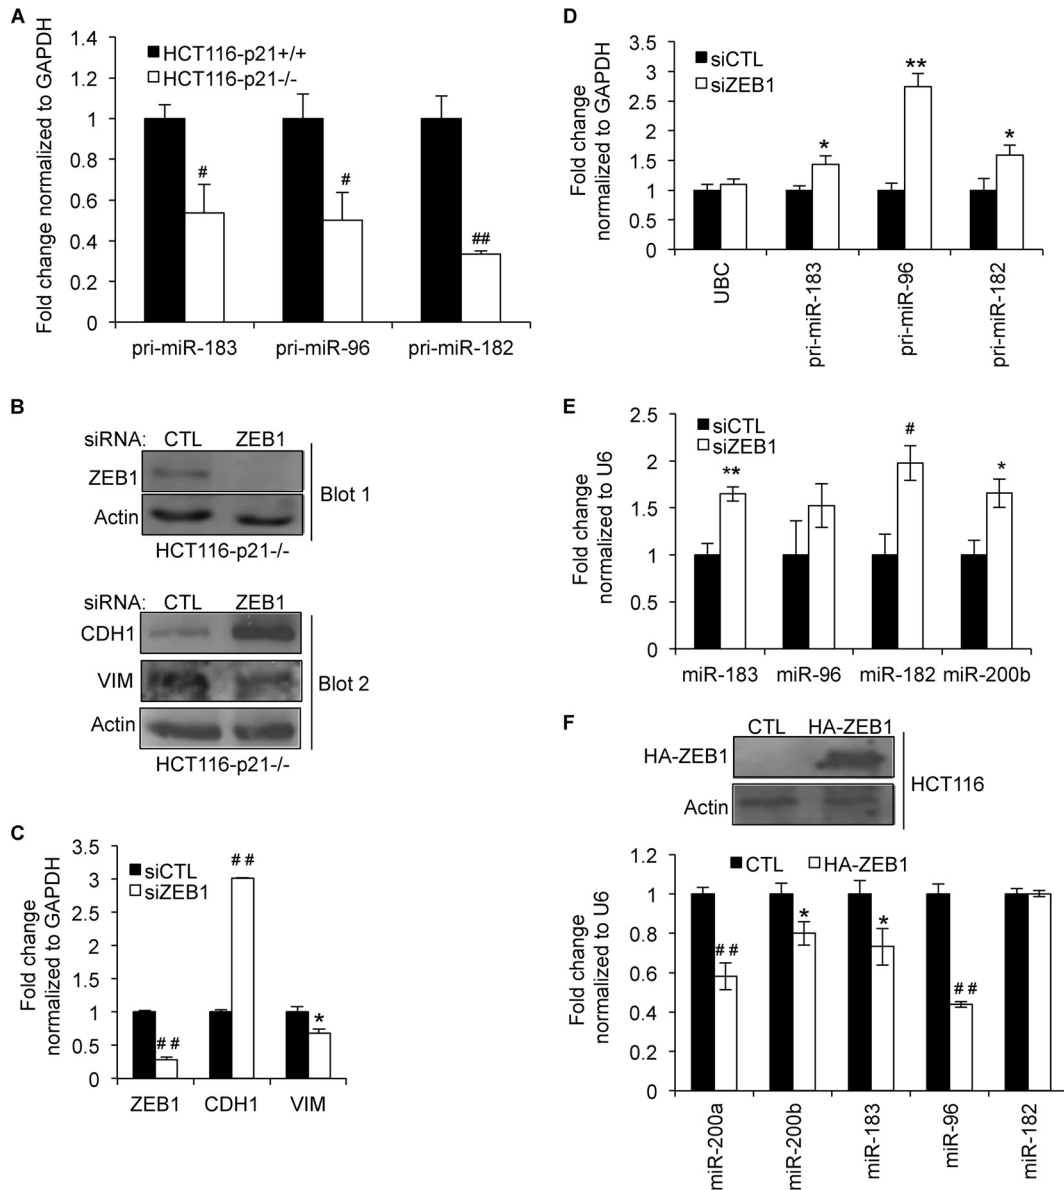 A
Fold change normalized to GAPDH
1.4
1.2
1
0.8
0.6
0.4
0.2
0
HCT116-p21+/+
HCT116-p21-/-
#
#
##
pri-miR-183
pri-miR-96
pri-miR-182
B
siRNA: CTL ZEB1
ZEB1
Actin
Blot 1
HCT116-p21-/-
siRNA: CTL ZEB1
CDH1
VIM
Actin
Blot 2
HCT116-p21-/-
C
Fold change
normalized to GAPDH
3.5
3
2.5
2
1.5
1
0.5
0
siCTL
siZEB1
# #
# #
*
ZEB1
CDH1
VIM
D
Fold change
normalized to GAPDH
3.5
3
2.5
2
1.5
1
0.5
0
siCTL
siZEB1
*
**
*
UBC
pri-miR-183
pri-miR-96
pri-miR-182
E
Fold change
normalized to U6
2.5
2
1.5
1
0.5
0
siCTL
siZEB1
**
#
*
miR-183
miR-96
miR-182
miR-200b
F
CTL HA-ZEB1
HA-ZEB1
Actin
HCT116
Fold change
normalized to U6
1.2
1
0.8
0.6
0.4
0.2
0
CTL
HA-ZEB1
# #
*
*
# #
miR-200a
miR-200b
miR-183
miR-96
miR-182